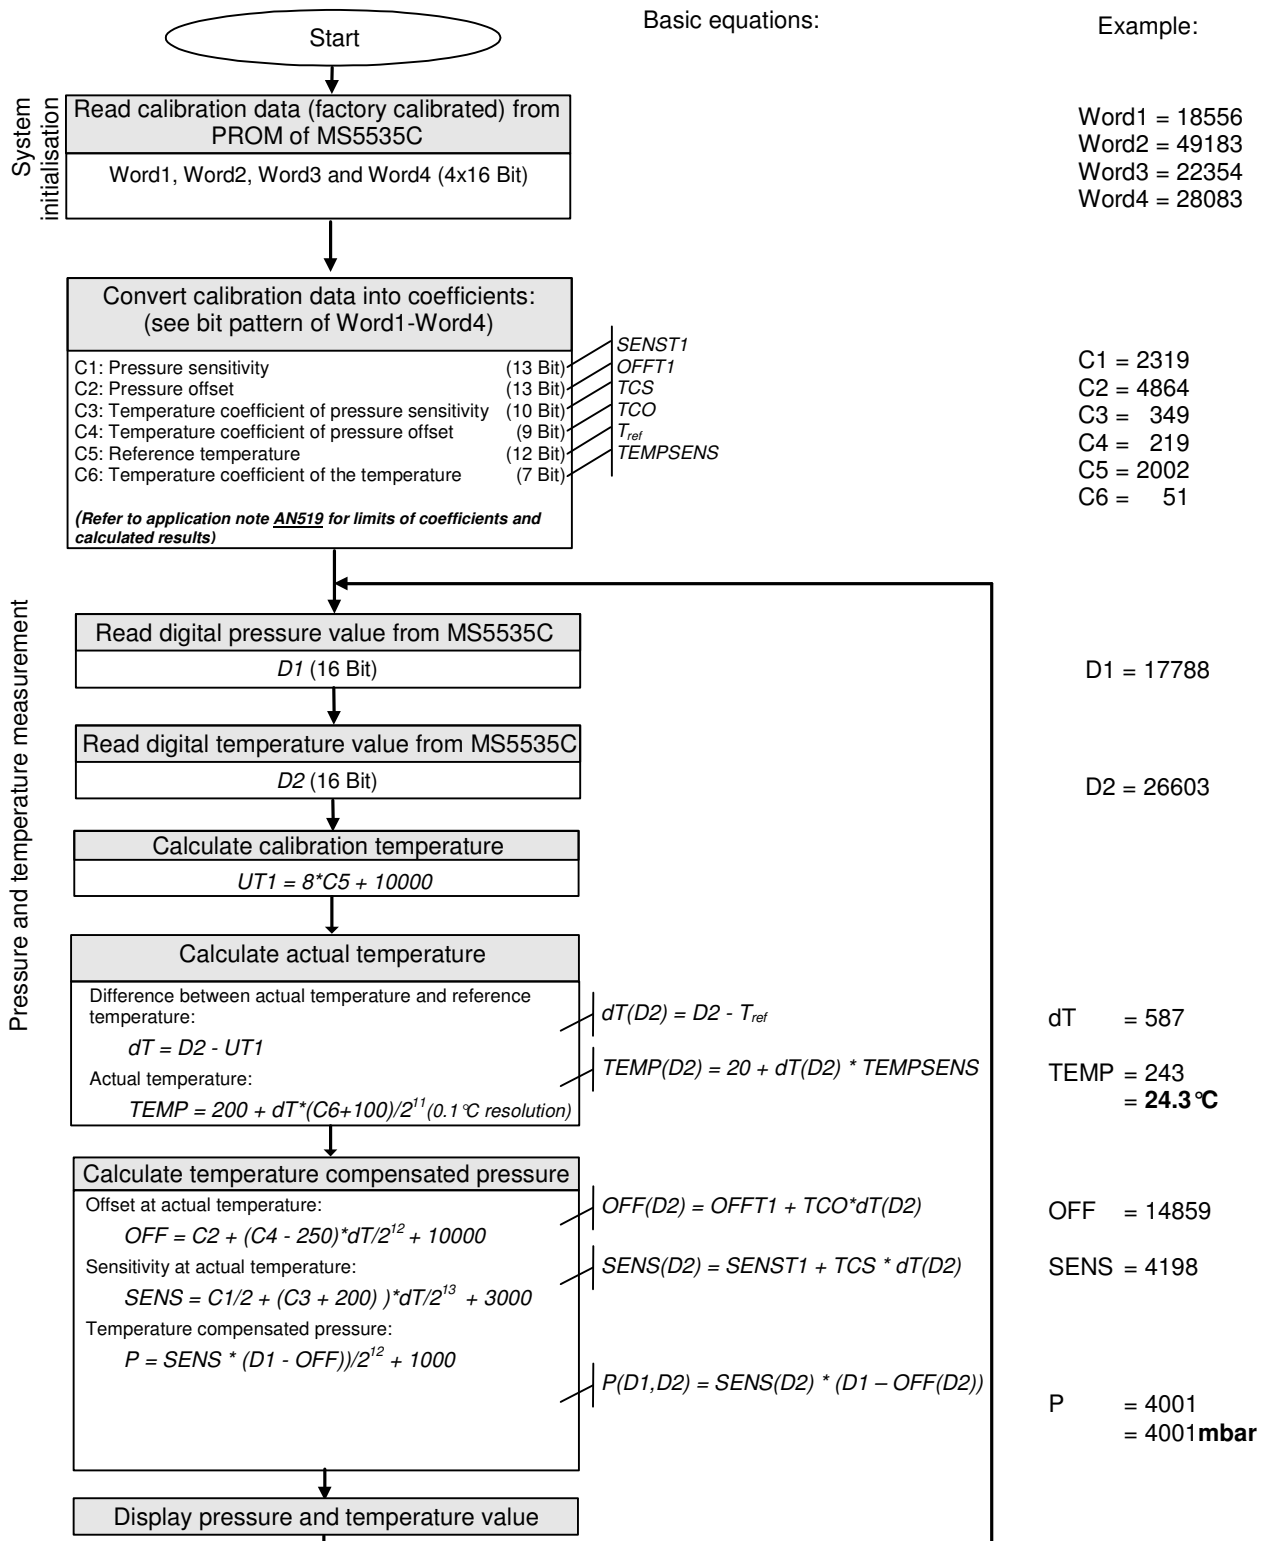 Basic equations:
Example:
Start
System
initialisation
Read calibration data (factory calibrated) from
PROM of MS5535C
Word1, Word2, Word3 and Word4 (4x16 Bit)
Word1 = 18556
Word2 = 49183
Word3 = 22354
Word4 = 28083
Convert calibration data into coefficients:
(see bit pattern of Word1-Word4)
C1: Pressure sensitivity (13 Bit)
C2: Pressure offset (13 Bit)
C3: Temperature coefficient of pressure sensitivity (10 Bit)
C4: Temperature coefficient of pressure offset (9 Bit)
C5: Reference temperature (12 Bit)
C6: Temperature coefficient of the temperature (7 Bit)
(Refer to application note AN519 for limits of coefficients and
calculated results)
SENST1
OFFT1
TCS
TCO
Tref
TEMPSENS
C1 = 2319
C2 = 4864
C3 = 349
C4 = 219
C5 = 2002
C6 = 51
Pressure and temperature measurement
Read digital pressure value from MS5535C
D1 (16 Bit)
D1 = 17788
Read digital temperature value from MS5535C
D2 (16 Bit)
D2 = 26603
Calculate calibration temperature
UT1 = 8*C5 + 10000
Calculate actual temperature
Difference between actual temperature and reference
temperature:
dT = D2 - UT1
Actual temperature:
TEMP = 200 + dT*(C6+100)/2^11 (0.1°C resolution)
dT(D2) = D2 - Tref
TEMP(D2) = 20 + dT(D2) * TEMPSENS
dT = 587
TEMP = 243
= 24.3°C
Calculate temperature compensated pressure
Offset at actual temperature:
OFF = C2 + (C4 - 250)*dT/2^12 + 10000
Sensitivity at actual temperature:
SENS = C1/2 + (C3 + 200) )*dT/2^13 + 3000
Temperature compensated pressure:
P = SENS * (D1 - OFF))/2^12 + 1000
OFF(D2) = OFFT1 + TCO*dT(D2)
SENS(D2) = SENST1 + TCS * dT(D2)
P(D1,D2) = SENS(D2) * (D1 – OFF(D2))
OFF = 14859
SENS = 4198
P = 4001
= 4001mbar
Display pressure and temperature value